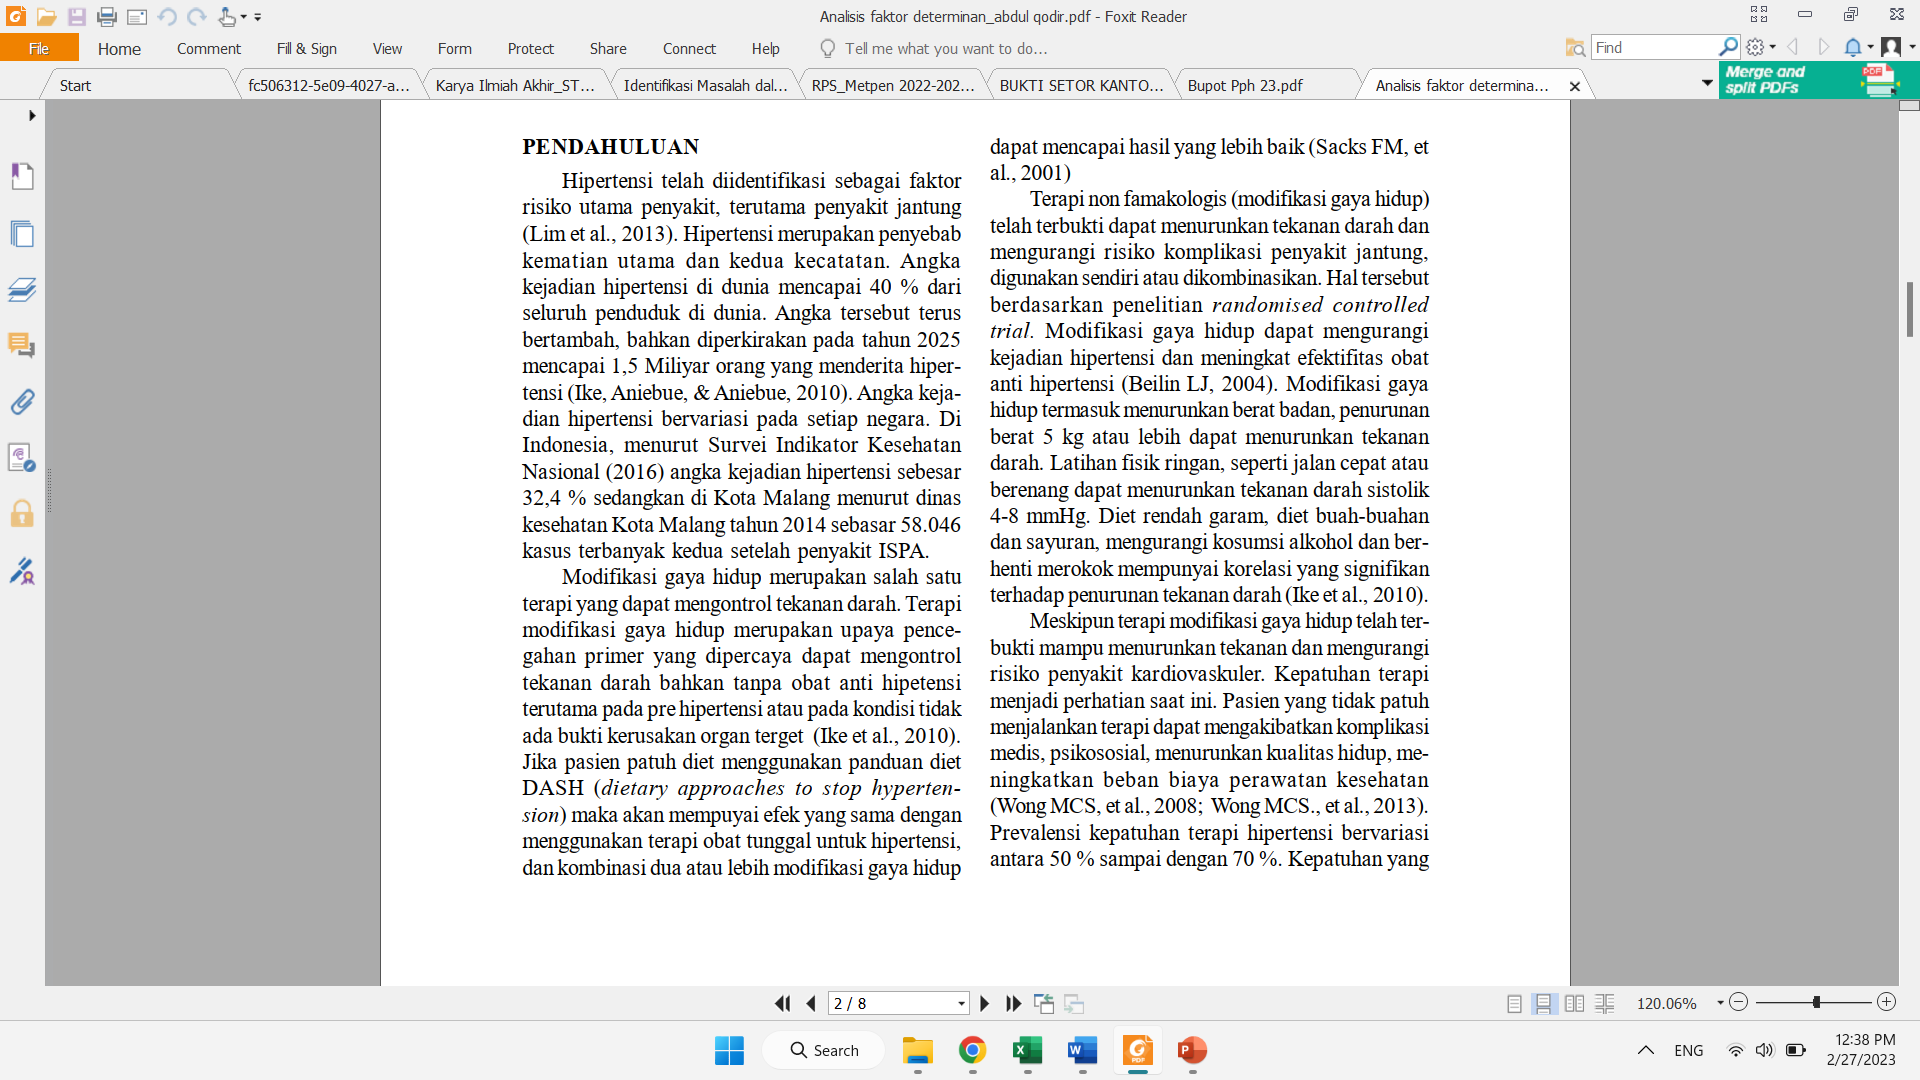 Analisis faktor determinan_abdul qodir.pdf - Foxit Reader
File Home Comment Fill & Sign View Form Protect Share Connect Help Tell me what you want to do... Find
Start fc506312-5e09-4027-a... Karya Ilmiah Akhir_ST... Identifikasi Masalah dal... RPS_Metpen 2022-202... BUKTI SETOR KANTO... Bupot Pph 23.pdf Analisis faktor determina...
Merge and
split PDFs
PDF
PENDAHULUAN
Hipertensi telah diidentifikasi sebagai faktor
risiko utama penyakit, terutama penyakit jantung
(Lim et al., 2013). Hipertensi merupakan penyebab
kematian utama dan kedua kecatatan. Angka
kejadian hipertensi di dunia mencapai 40 % dari
seluruh penduduk di dunia. Angka tersebut terus
bertambah, bahkan diperkirakan pada tahun 2025
mencapai 1,5 Miliyar orang yang menderita hiper-
tensi (Ike, Aniebue, & Aniebue, 2010). Angka keja-
dian hipertensi bervariasi pada setiap negara. Di
Indonesia, menurut Survei Indikator Kesehatan
Nasional (2016) angka kejadian hipertensi sebesar
32,4 % sedangkan di Kota Malang menurut dinas
kesehatan Kota Malang tahun 2014 sebasar 58.046
kasus terbanyak kedua setelah penyakit ISPA.
Modifikasi gaya hidup merupakan salah satu
terapi yang dapat mengontrol tekanan darah. Terapi
modifikasi gaya hidup merupakan upaya pence-
gahan primer yang dipercaya dapat mengontrol
tekanan darah bahkan tanpa obat anti hipetensi
terutama pada pre hipertensi atau pada kondisi tidak
ada bukti kerusakan organ terget (Ike et al., 2010).
Jika pasien patuh diet menggunakan panduan diet
DASH (dietary approaches to stop hyperten-
sion) maka akan mempuyai efek yang sama dengan
menggunakan terapi obat tunggal untuk hipertensi,
dan kombinasi dua atau lebih modifikasi gaya hidup
dapat mencapai hasil yang lebih baik (Sacks FM, et
al., 2001)
Terapi non famakologis (modifikasi gaya hidup)
telah terbukti dapat menurunkan tekanan darah dan
mengurangi risiko komplikasi penyakit jantung,
digunakan sendiri atau dikombinasikan. Hal tersebut
berdasarkan penelitian randomised controlled
trial. Modifikasi gaya hidup dapat mengurangi
kejadian hipertensi dan meningkat efektifitas obat
anti hipertensi (Beilin LJ, 2004). Modifikasi gaya
hidup termasuk menurunkan berat badan, penurunan
berat 5 kg atau lebih dapat menurunkan tekanan
darah. Latihan fisik ringan, seperti jalan cepat atau
berenang dapat menurunkan tekanan darah sistolik
4-8 mmHg. Diet rendah garam, diet buah-buahan
dan sayuran, mengurangi kosumsi alkohol dan ber-
henti merokok mempunyai korelasi yang signifikan
terhadap penurunan tekanan darah (Ike et al., 2010).
Meskipun terapi modifikasi gaya hidup telah ter-
bukti mampu menurunkan tekanan dan mengurangi
risiko penyakit kardiovaskuler. Kepatuhan terapi
menjadi perhatian saat ini. Pasien yang tidak patuh
menjalankan terapi dapat mengakibatkan komplikasi
medis, psikososial, menurunkan kualitas hidup, me-
ningkatkan beban biaya perawatan kesehatan
(Wong MCS, et al., 2008; Wong MCS., et al., 2013).
Prevalensi kepatuhan terapi hipertensi bervariasi
antara 50 % sampai dengan 70 %. Kepatuhan yang
2 / 8
120.06%
Search
ENG
12:38 PM
2/27/2023